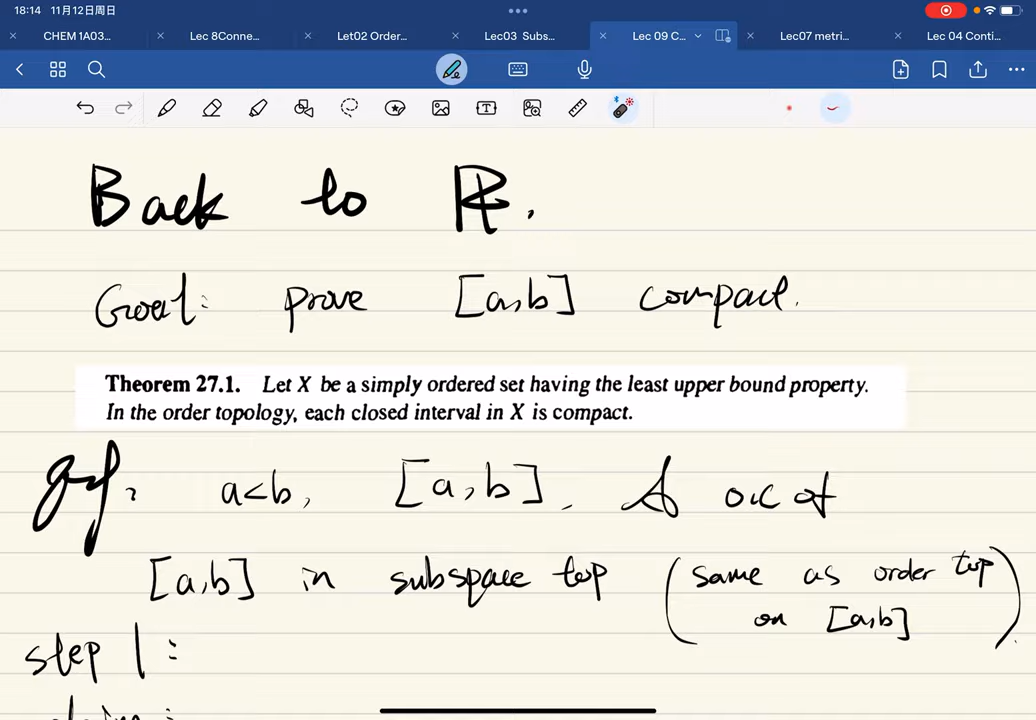 18:14 11月12日周日
CHEM 1A03... Lec 8Conne... Let02 Order... Lec03 Subs... Lec 09 C... Lec07 metri... Lec 04 Conti...
Back to ℝ.
Goal: prove [a,b] compact.
Theorem 27.1. Let X be a simply ordered set having the least upper bound property.
In the order topology, each closed interval in X is compact.
pf. a<b, [a,b]. A o.c of
[a,b] in subspace top (same as order top
on [a,b])
step 1:
claim: